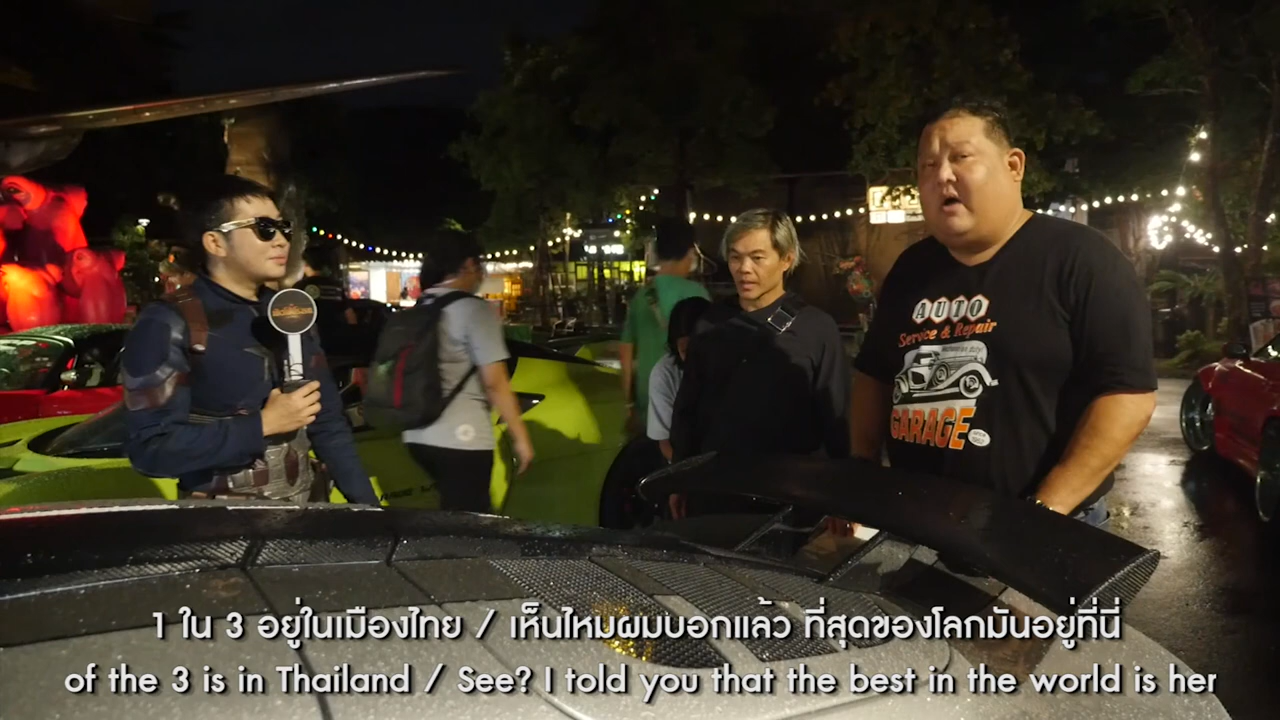 AUTO
Service & Repair
GARAGE
1 ใน 3 อยู่ในเมืองไทย / เห็นไหมผมบอกแล้ว ที่สุดของโลกมันอยู่ที่นี่
of the 3 is in Thailand / See? I told you that the best in the world is her